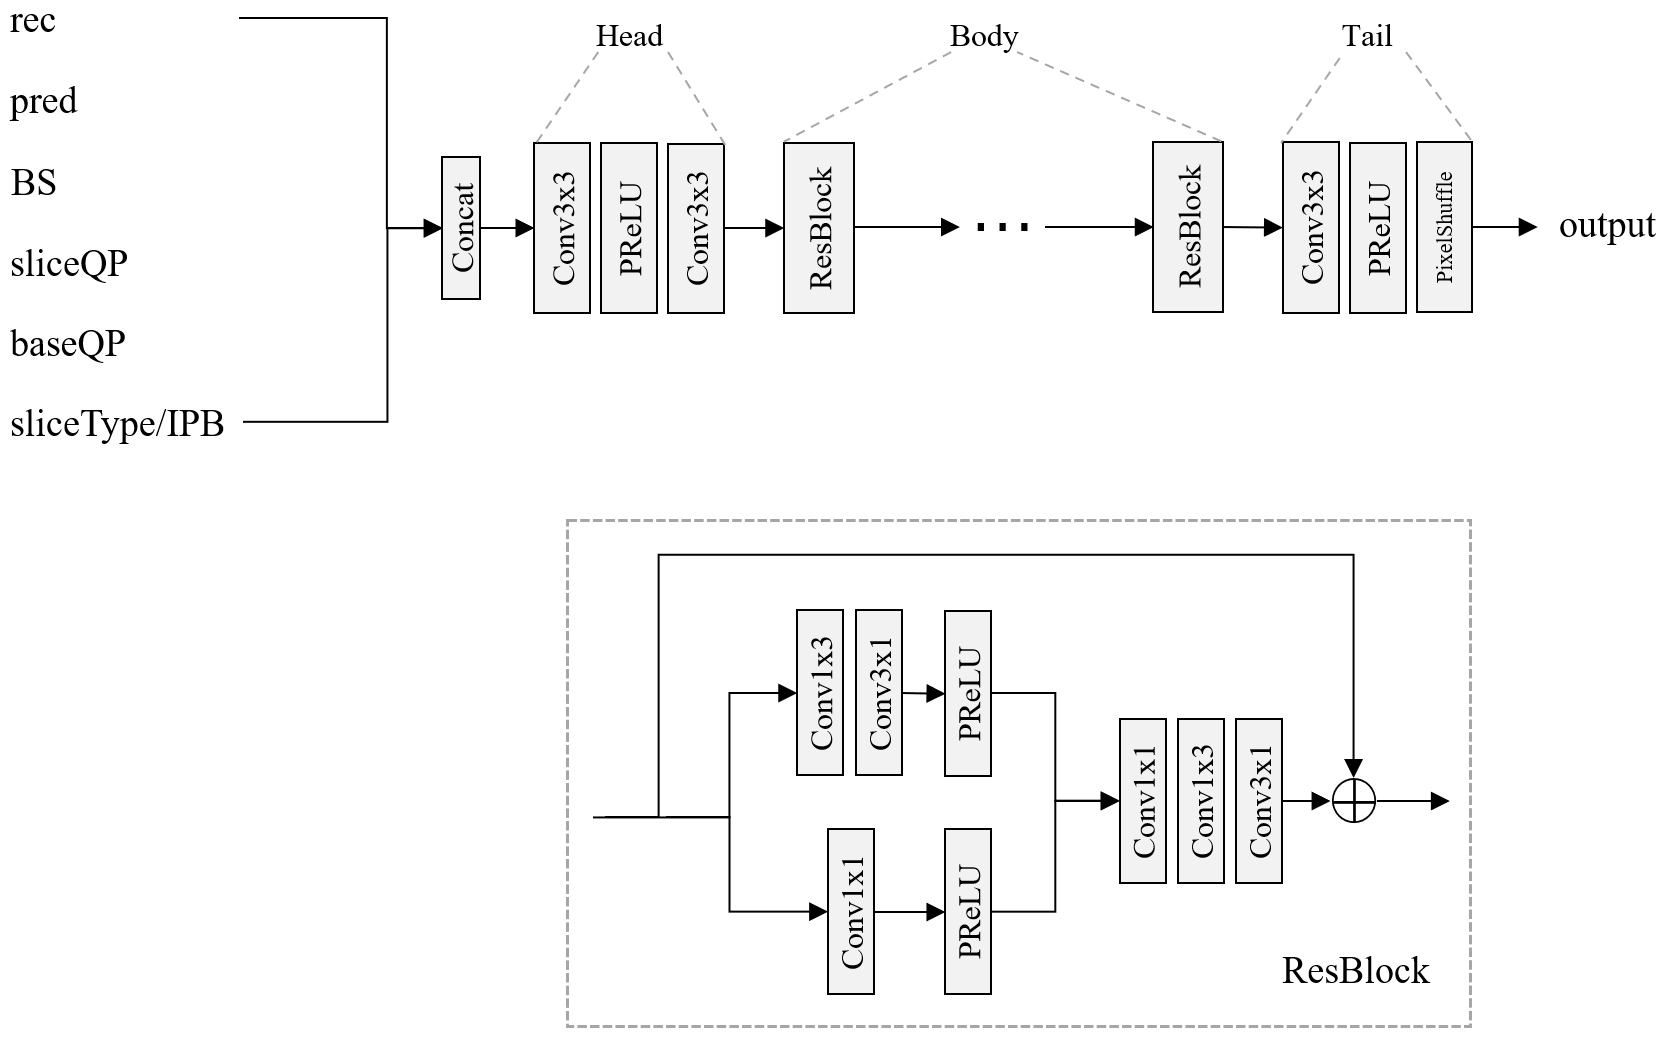 rec
pred
BS
sliceQP
baseQP
sliceType/IPB
Concat
Head
Conv3x3
PReLU
Conv3x3
Body
ResBlock
...
ResBlock
Tail
Conv3x3
PReLU
PixelShuffle
output
Conv1x3
Conv3x1
PReLU
Conv1x1
PReLU
Conv1x1
Conv1x3
Conv3x1
ResBlock